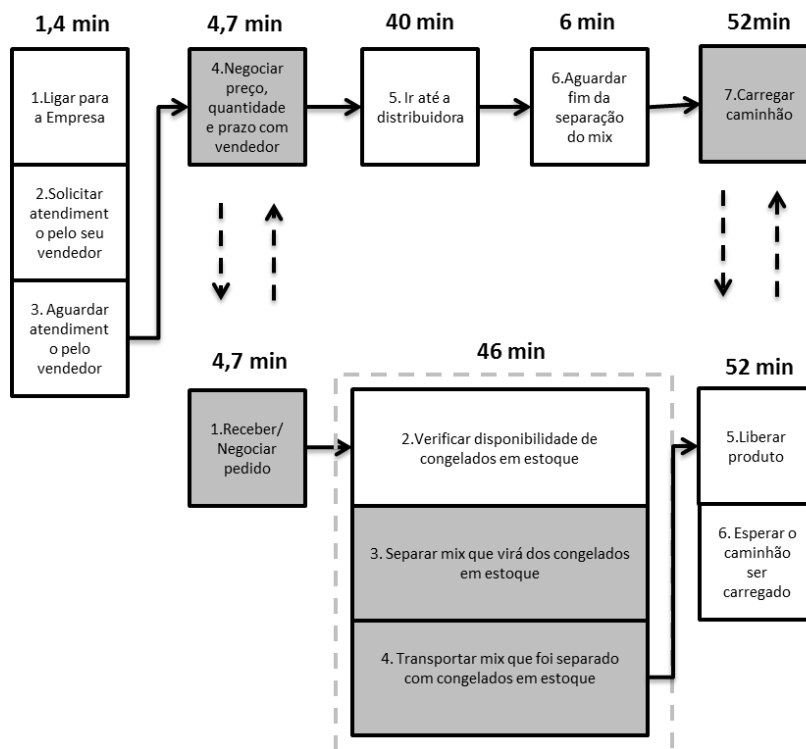 1,4 min
4,7 min
40 min
6 min
52min
1.Ligar para
a Empresa
2.Solicitar
atendiment
o pelo seu
vendedor
3. Aguardar
atendiment
o pelo
vendedor
4.Negociar
preço,
quantidade
e prazo com
vendedor
5. Ir até a
distribuidora
6.Aguardar
fim da
separação
do mix
7.Carregar
caminhão
4,7 min
46 min
52 min
1.Receber/
Negociar
pedido
2.Verificar disponibilidade de
congelados em estoque
3. Separar mix que virá dos congelados
em estoque
4. Transportar mix que foi separado
com congelados em estoque
5.Liberar
produto
6. Esperar o
caminhão
ser
carregado